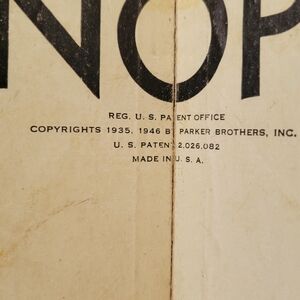 NOP
REG. U. S. PATENT OFFICE
COPYRIGHTS 1935, 1946 BY PARKER BROTHERS, INC.
U. S. PATENT 2,026,082
MADE IN U. S. A.